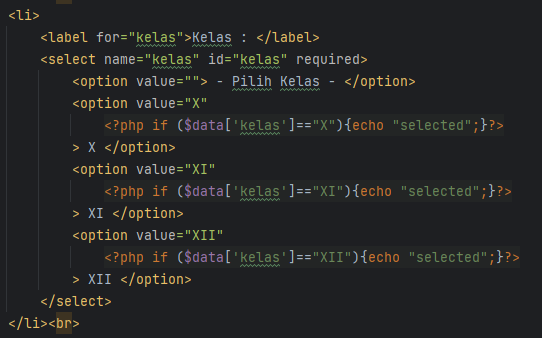 <li>
<label for="kelas">Kelas : </label>
<select name="kelas" id="kelas" required>
<option value=""> - Pilih Kelas - </option>
<option value="X"
<?php if ($data['kelas']=="X"){echo "selected";}?>
> X </option>
<option value="XI"
<?php if ($data['kelas']=="XI"){echo "selected";}?>
> XI </option>
<option value="XII"
<?php if ($data['kelas']=="XII"){echo "selected";}?>
> XII </option>
</select>
</li><br>